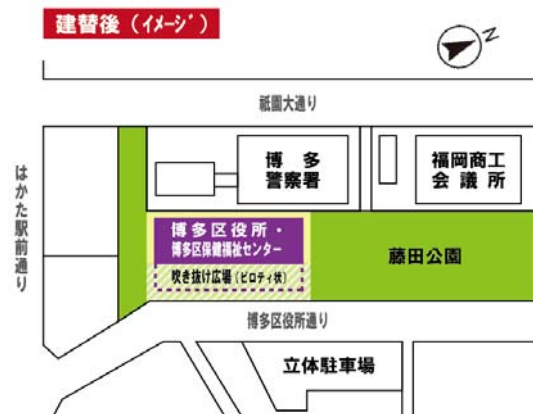 建替後（イメージ）
N
祇園大通り
博多
警察署
福岡商工
会議所
はかた駅前通り
博多区役所・
博多区保健福祉センター
吹き抜け広場（ピロティ状）
藤田公園
博多区役所通り
立体駐車場